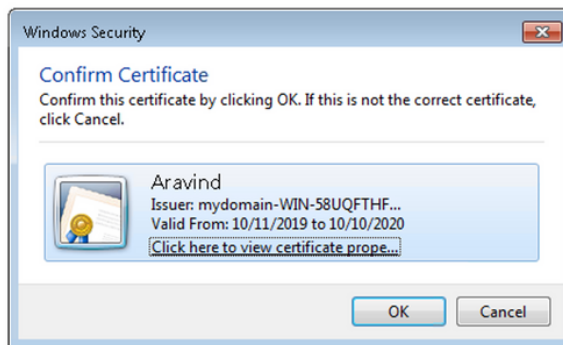 Windows Security
Confirm Certificate
Confirm this certificate by clicking OK. If this is not the correct certificate,
click Cancel.
Aravind
Issuer: mydomain-WIN-58UQFTHF...
Valid From: 10/11/2019 to 10/10/2020
Click here to view certificate prope...
OK
Cancel